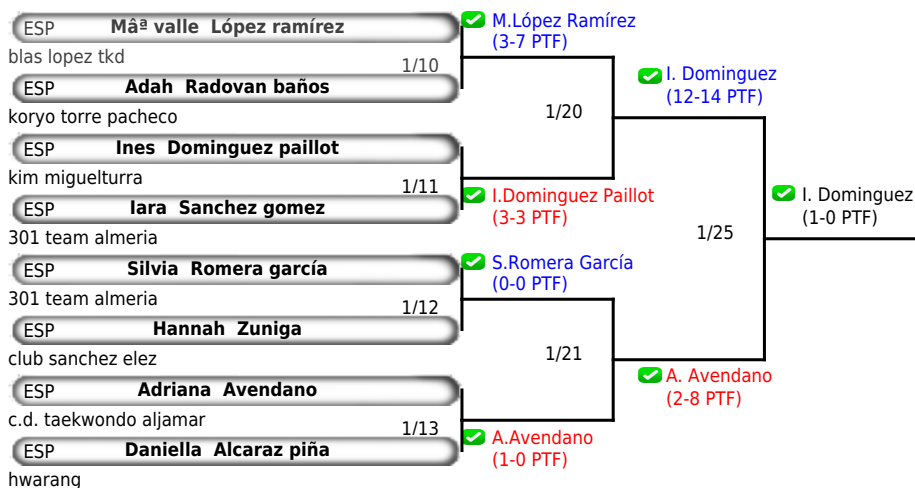 ESP Mâª valle López ramírez
blas lopez tkd
1/10
ESP Adah Radovan baños
koryo torre pacheco
ESP Ines Dominguez paillot
kim miguelturra
1/11
ESP Iara Sanchez gomez
301 team almeria
ESP Silvia Romera garcía
301 team almeria
1/12
ESP Hannah Zuniga
club sanchez elez
ESP Adriana Avendano
c.d. taekwondo aljamar
1/13
ESP Daniella Alcaraz piña
hwarang
M.López Ramírez
(3-7 PTF)
1/20
I.Dominguez Paillot
(3-3 PTF)
S.Romera García
(0-0 PTF)
1/21
A.Avendano
(1-0 PTF)
I. Dominguez
(12-14 PTF)
1/25
A. Avendano
(2-8 PTF)
I. Dominguez
(1-0 PTF)